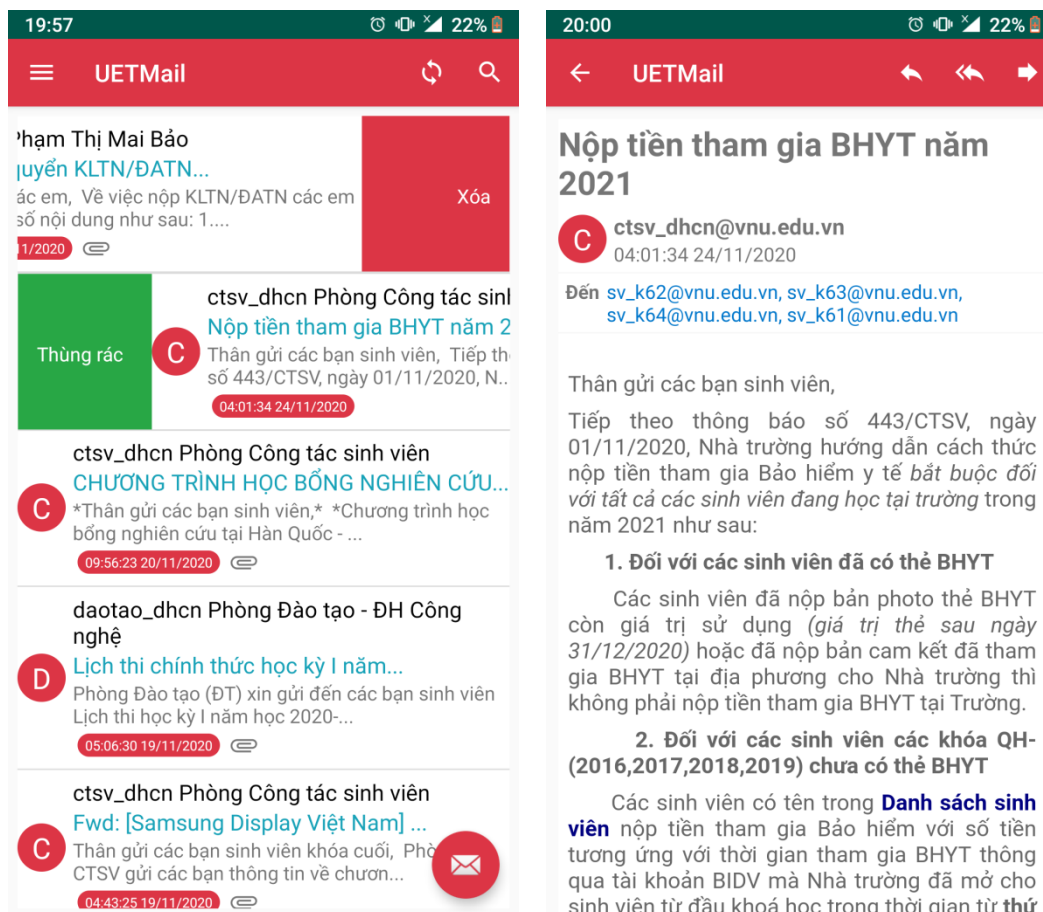 19:57
22%
UETMail
Phạm Thị Mai Bảo
quyển KLTN/ĐATN...
các em, Về việc nộp KLTN/ĐATN các em
số nội dung như sau: 1....
11/2020
Xóa
Thùng rác
C
ctsv_dhcn Phòng Công tác sinh
Nộp tiền tham gia BHYT năm 2
Thân gửi các bạn sinh viên, Tiếp th
số 443/CTSV, ngày 01/11/2020, N..
04:01:34 24/11/2020
ctsv_dhcn Phòng Công tác sinh viên
CHƯƠNG TRÌNH HỌC BỔNG NGHIÊN CỨU...
C
*Thân gửi các bạn sinh viên,* *Chương trình học
bổng nghiên cứu tại Hàn Quốc - ...
09:56:23 20/11/2020
daotao_dhcn Phòng Đào tạo - ĐH Công
nghệ
Lịch thi chính thức học kỳ I năm...
D
Phòng Đào tạo (ĐT) xin gửi đến các bạn sinh viên
Lịch thi học kỳ I năm học 2020-...
05:06:30 19/11/2020
ctsv_dhcn Phòng Công tác sinh viên
Fwd: [Samsung Display Việt Nam] ...
C
Thân gửi các bạn sinh viên khóa cuối, Phò
CTSV gửi các bạn thông tin về chươn...
04:43:25 19/11/2020
20:00
22%
UETMail
Nộp tiền tham gia BHYT năm
2021
C
ctsv_dhcn@vnu.edu.vn
04:01:34 24/11/2020
Đến sv_k62@vnu.edu.vn, sv_k63@vnu.edu.vn,
sv_k64@vnu.edu.vn, sv_k61@vnu.edu.vn
Thân gửi các bạn sinh viên,
Tiếp theo thông báo số 443/CTSV, ngày
01/11/2020, Nhà trường hướng dẫn cách thức
nộp tiền tham gia Bảo hiểm y tế bắt buộc đối
với tất cả các sinh viên đang học tại trường trong
năm 2021 như sau:
1. Đối với các sinh viên đã có thẻ BHYT
Các sinh viên đã nộp bản photo thẻ BHYT
còn giá trị sử dụng (giá trị thẻ sau ngày
31/12/2020) hoặc đã nộp bản cam kết đã tham
gia BHYT tại địa phương cho Nhà trường thì
không phải nộp tiền tham gia BHYT tại Trường.
2. Đối với các sinh viên các khóa QH-
(2016,2017,2018,2019) chưa có thẻ BHYT
Các sinh viên có tên trong Danh sách sinh
viên nộp tiền tham gia Bảo hiểm với số tiền
tương ứng với thời gian tham gia BHYT thông
qua tài khoản BIDV mà Nhà trường đã mở cho
sinh viên từ đầu khoá học trong thời gian từ thứ